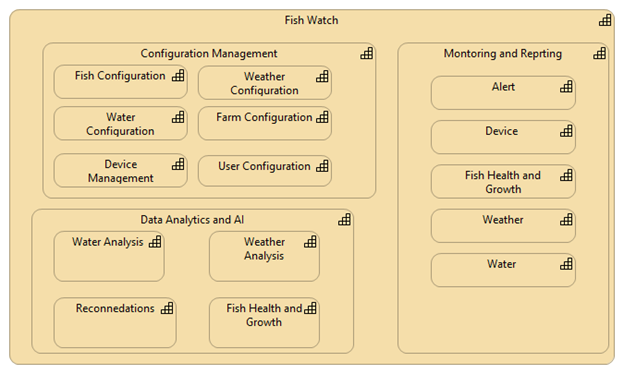 Fish Watch
Configuration Management
Fish Configuration
Weather
Configuration
Water
Configuration
Farm Configuration
Device
Management
User Configuration
Data Analytics and AI
Water Analysis
Weather
Analysis
Reconnedations
Fish Health and
Growth
Montoring and Reprting
Alert
Device
Fish Health and
Growth
Weather
Water